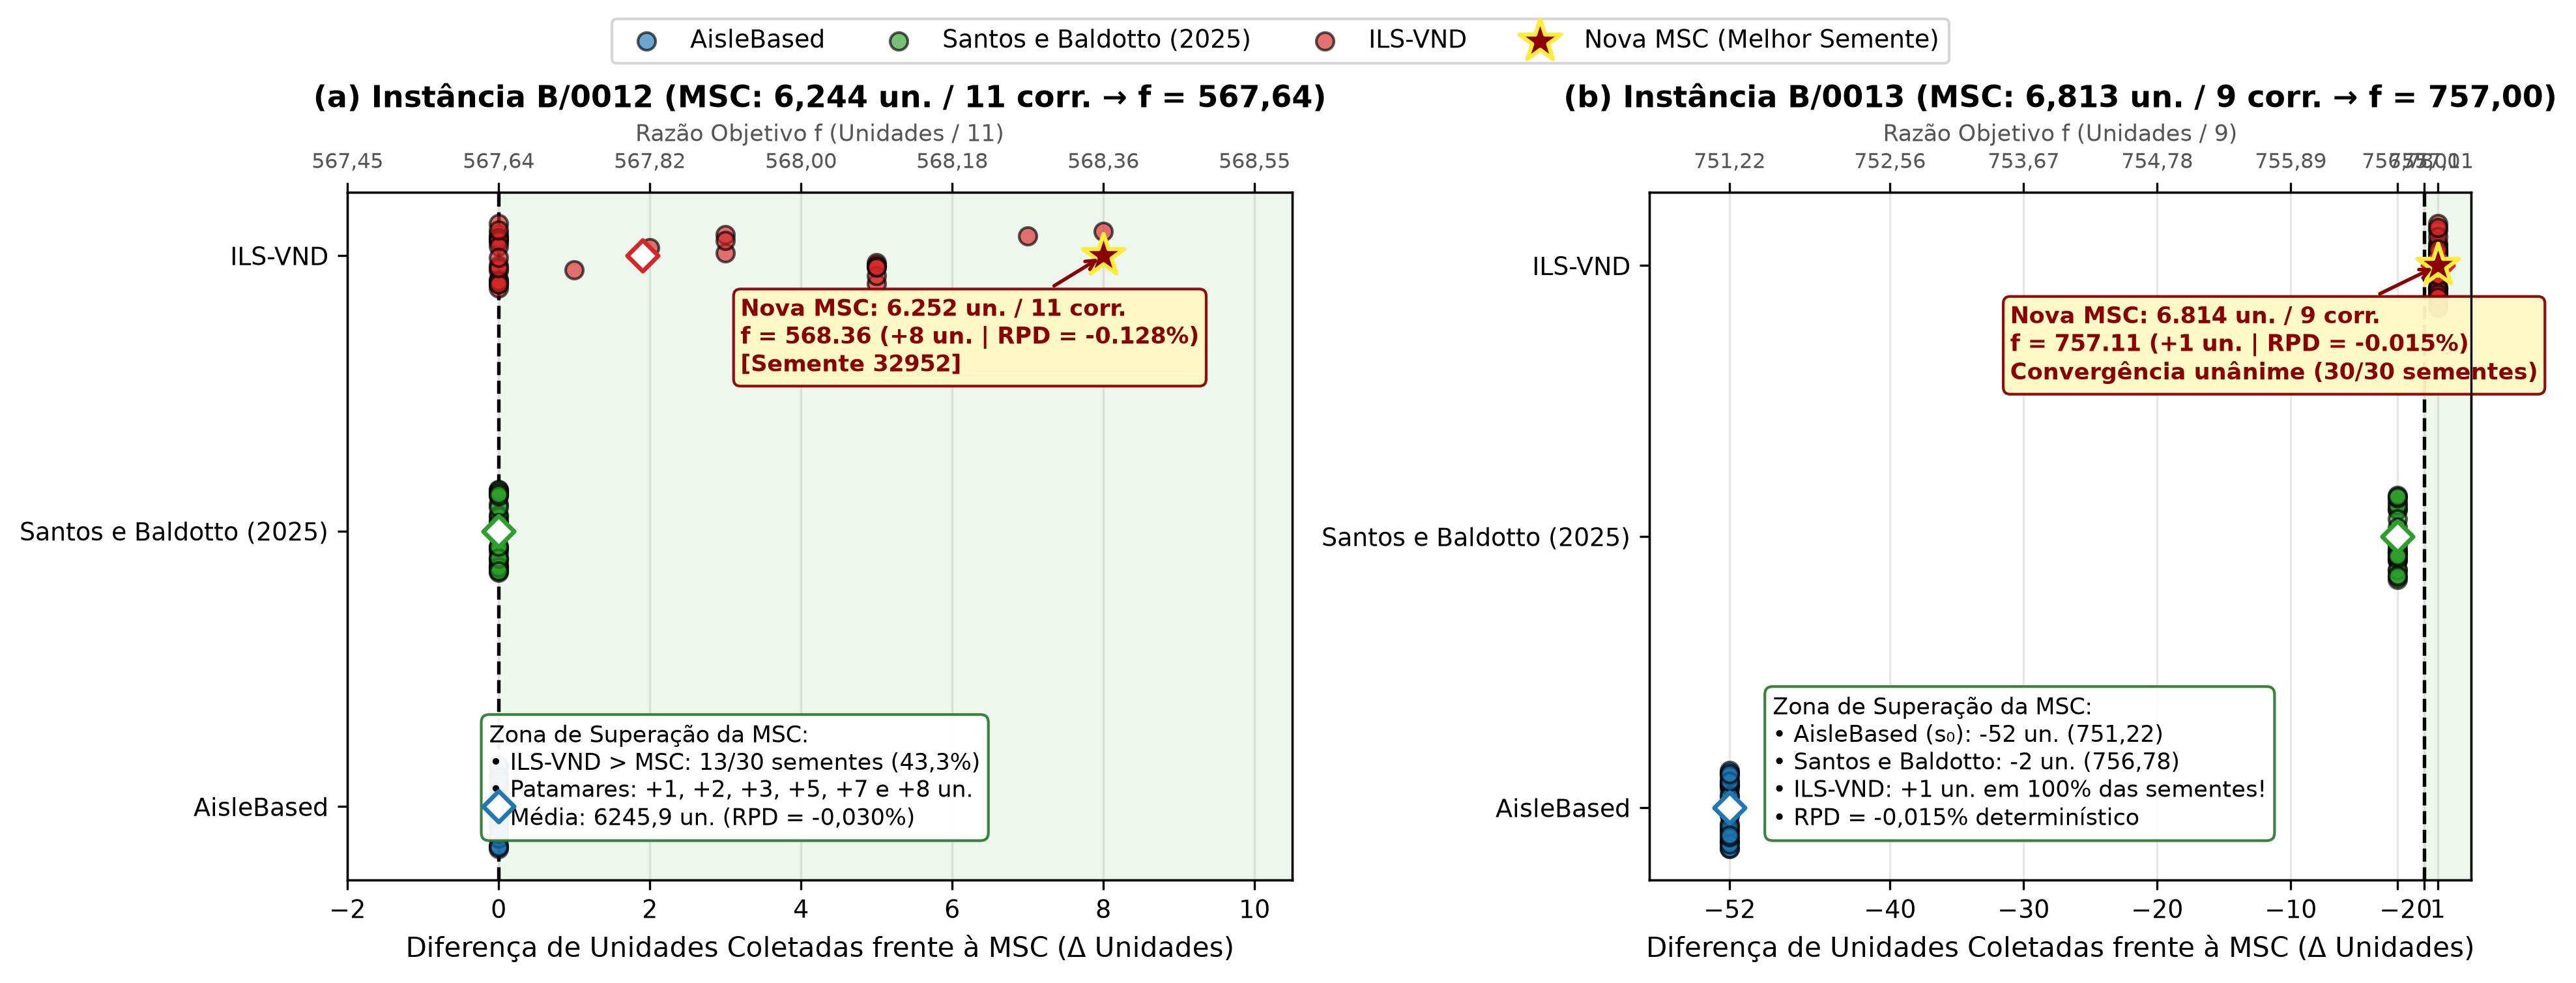 AisleBased
Santos e Baldotto (2025)
ILS-VND
Nova MSC (Melhor Semente)
(a) Instância B/0012 (MSC: 6,244 un. / 11 corr. → f = 567,64)
Razão Objetivo f (Unidades / 11)
567,45 567,64 567,82 568,00 568,18 568,36 568,55
ILS-VND
Nova MSC: 6.252 un. / 11 corr.
f = 568.36 (+8 un. | RPD = -0.128%)
[Semente 32952]
Santos e Baldotto (2025)
Zona de Superação da MSC:
• ILS-VND > MSC: 13/30 sementes (43,3%)
• Patamares: +1, +2, +3, +5, +7 e +8 un.
Média: 6245,9 un. (RPD = -0,030%)
AisleBased
−2 0 2 4 6 8 10
Diferença de Unidades Coletadas frente à MSC (Δ Unidades)
(b) Instância B/0013 (MSC: 6,813 un. / 9 corr. → f = 757,00)
Razão Objetivo f (Unidades / 9)
751,22 752,56 753,67 754,78 755,89
ILS-VND
Nova MSC: 6.814 un. / 9 corr.
f = 757.11 (+1 un. | RPD = -0.015%)
Convergência unânime (30/30 sementes)
Santos e Baldotto (2025)
Zona de Superação da MSC:
• AisleBased (s₀): -52 un. (751,22)
• Santos e Baldotto: -2 un. (756,78)
• ILS-VND: +1 un. em 100% das sementes!
• RPD = -0,015% determinístico
AisleBased
−52 −40 −30 −20 −10 −2 0 1
Diferença de Unidades Coletadas frente à MSC (Δ Unidades)